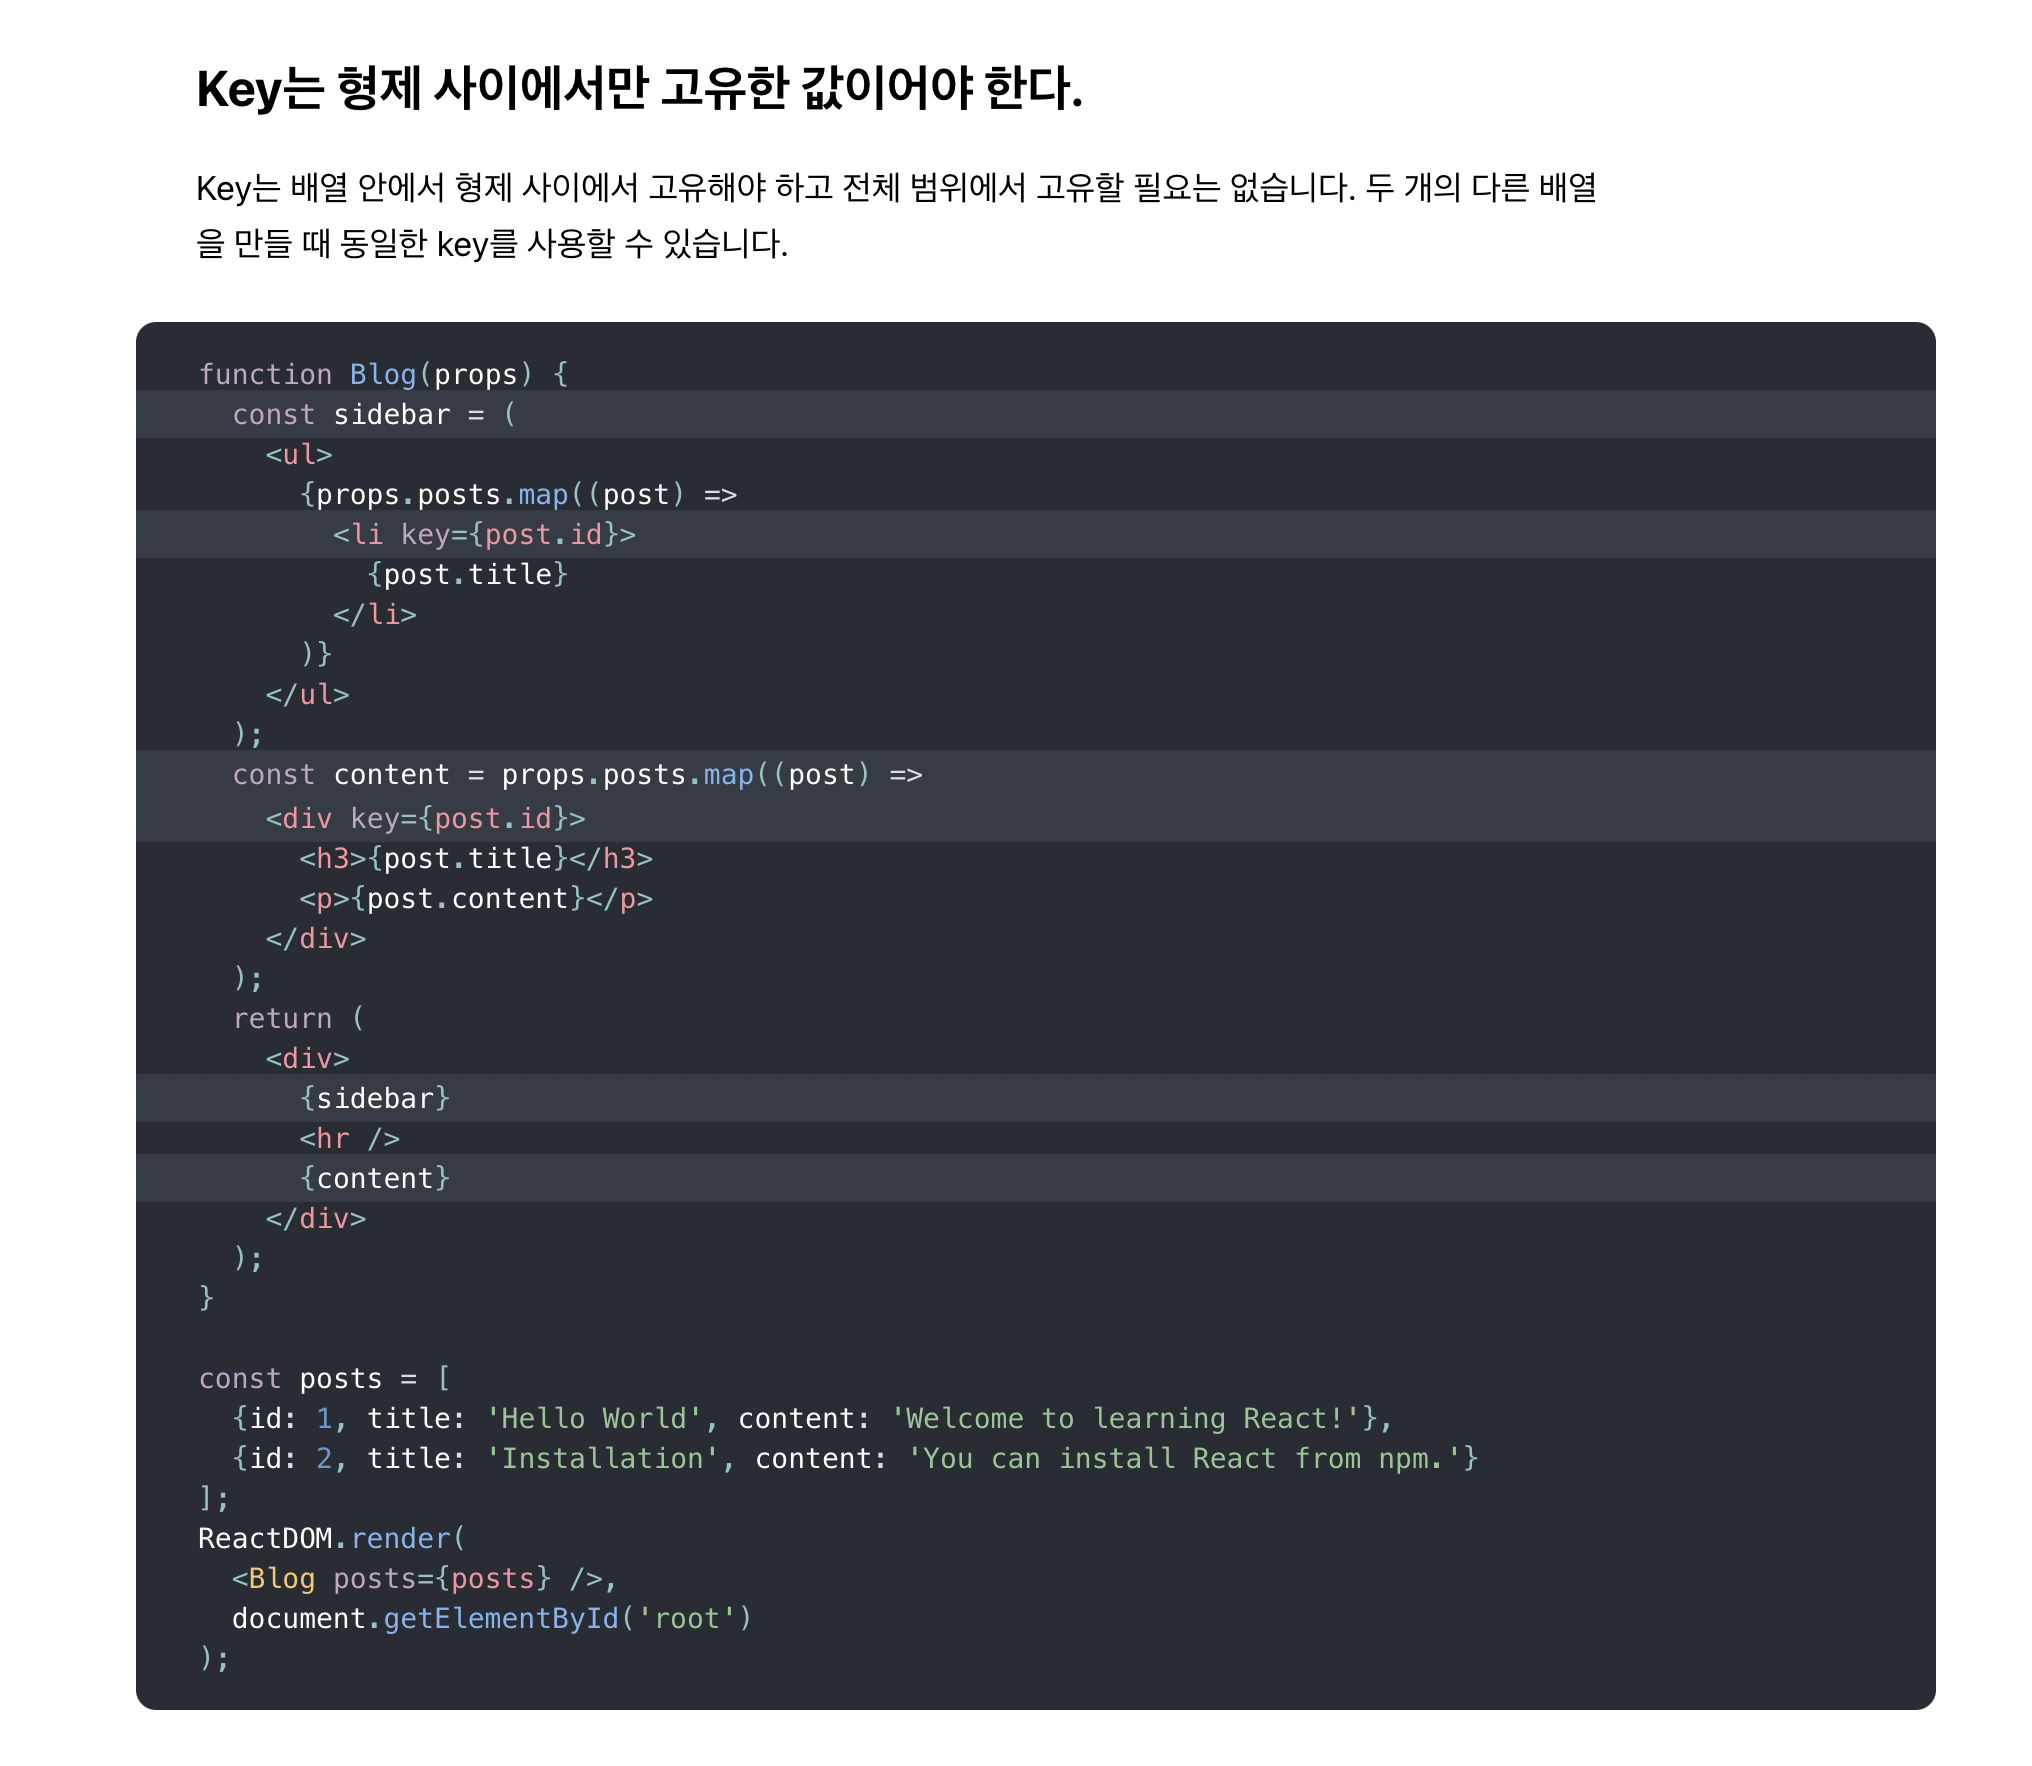 Key는 형제 사이에서만 고유한 값이어야 한다.
Key는 배열 안에서 형제 사이에서 고유해야 하고 전체 범위에서 고유할 필요는 없습니다. 두 개의 다른 배열
을 만들 때 동일한 key를 사용할 수 있습니다.
function Blog(props) {
  const sidebar = (
    <ul>
      {props.posts.map((post) =>
        <li key={post.id}>
          {post.title}
        </li>
      )}
    </ul>
  );
  const content = props.posts.map((post) =>
    <div key={post.id}>
      <h3>{post.title}</h3>
      <p>{post.content}</p>
    </div>
  );
  return (
    <div>
      {sidebar}
      <hr />
      {content}
    </div>
  );
}
const posts = [
  {id: 1, title: 'Hello World', content: 'Welcome to learning React!'},
  {id: 2, title: 'Installation', content: 'You can install React from npm.'}
];
ReactDOM.render(
  <Blog posts={posts} />,
  document.getElementById('root')
);